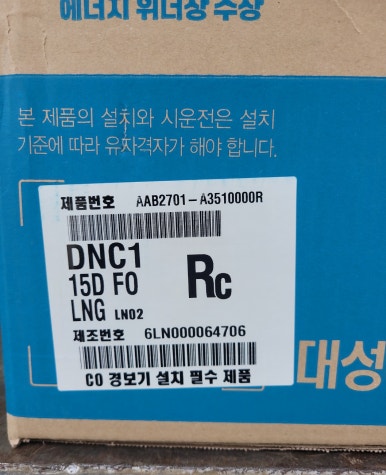 에너지 위너상 수상
본 제품의 설치와 시운전은 설치
기준에 따라 유자격자가 해야 합니다.
제품번호 AAB2701-A3510000R
DNC1
15D FO
Rc
LNG LN02
제조번호 6LN000064706
CO 경보기 설치 필수 제품
대성